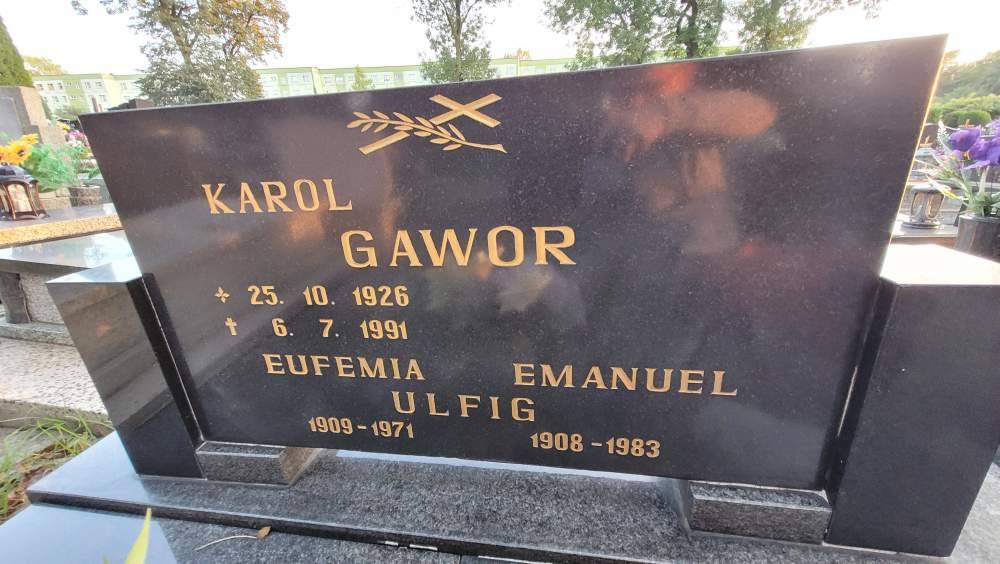 KAROL
GAWOR
✢ 25. 10. 1926
✝ 6. 7. 1991
EUFEMIA EMANUEL
ULFIG
1909-1971 1908-1983